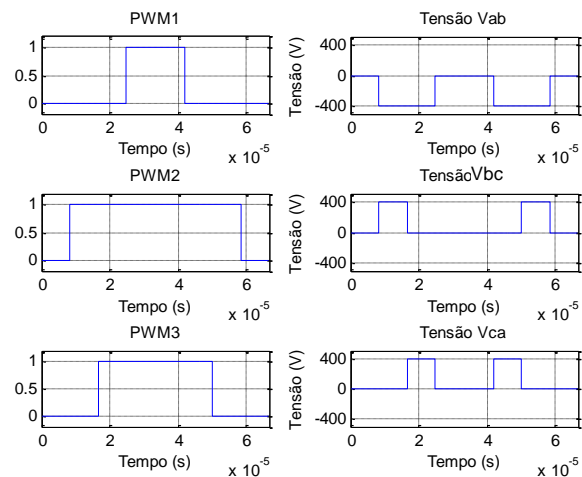 PWM1
1
0.5
0
0 2 4 6
Tempo (s)
x 10-5
Tensão Vab
Tensão (V)
400
0
-400
0 2 4 6
Tempo (s)
x 10-5
PWM2
1
0.5
0
0 2 4 6
Tempo (s)
x 10-5
TensãoVbc
Tensão (V)
400
0
-400
0 2 4 6
Tempo (s)
x 10-5
PWM3
1
0.5
0
0 2 4 6
Tempo (s)
x 10-5
Tensão Vca
Tensão (V)
400
0
-400
0 2 4 6
Tempo (s)
x 10-5